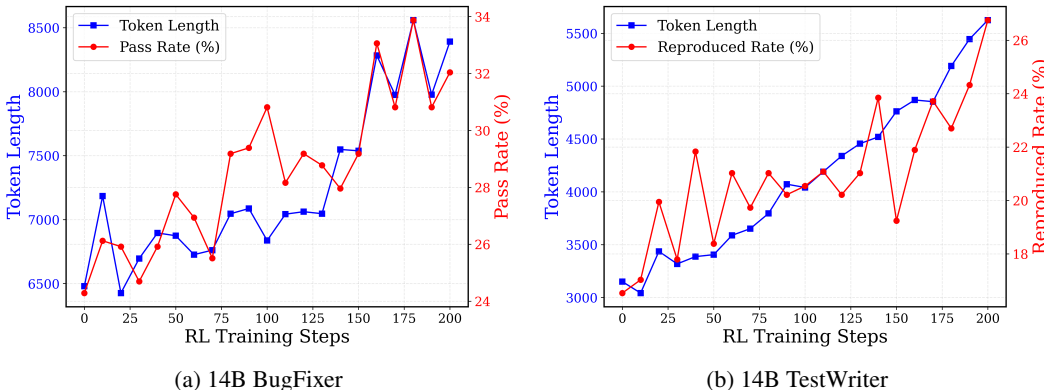 Token Length
Pass Rate (%)
8500
8000
7500
7000
6500
Token Length
34
32
30
28
26
24
Pass Rate (%)
0 25 50 75 100 125 150 175 200
RL Training Steps
(a) 14B BugFixer
Token Length
Reproduced Rate (%)
5500
5000
4500
4000
3500
3000
Token Length
26
24
22
20
18
Reproduced Rate (%)
0 25 50 75 100 125 150 175 200
RL Training Steps
(b) 14B TestWriter